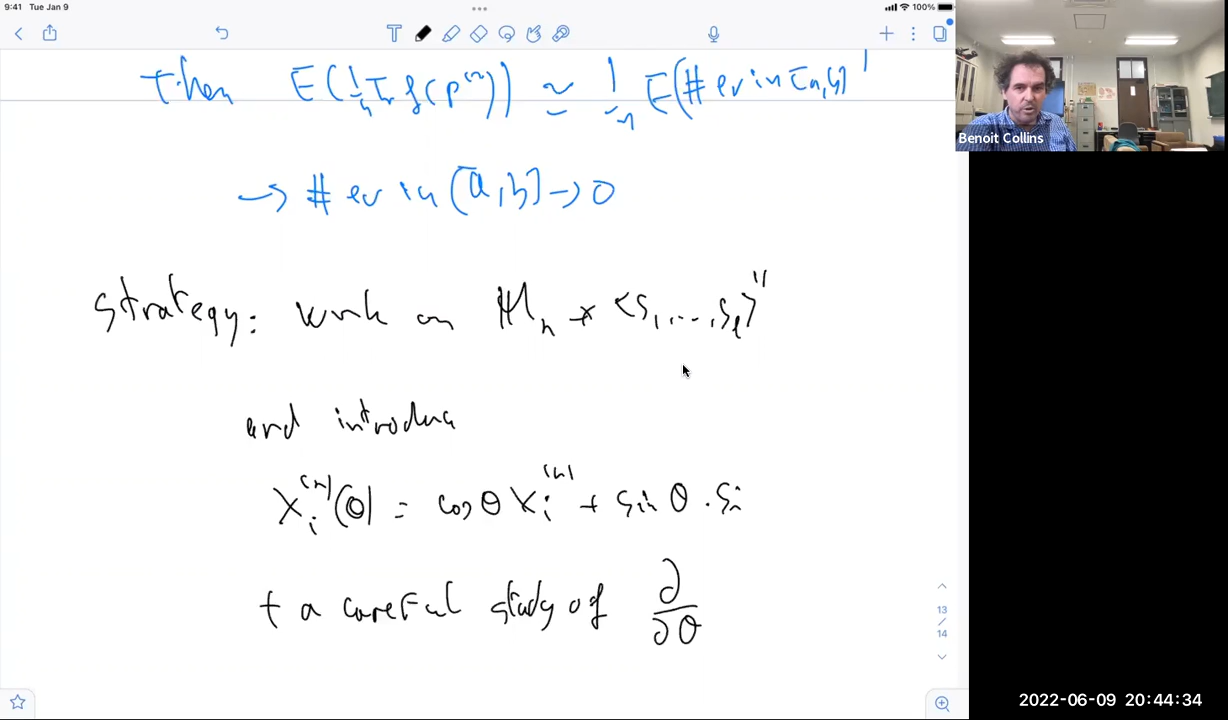 9:41 Tue Jan 9
100%
then E(1/n Tr f(P^(n))) ≃ 1/n E(# ev in [a,b])
→ # ev in [a,b] → 0
Strategy: work on M_n * <S_1,...,S_l>''
and introduce
X_i^(n)(θ) = cos θ X_i^(n) + sin θ . S_i
+ a careful study of ∂/∂θ
13
/
14
Benoit Collins
2022-06-09 20:44:34